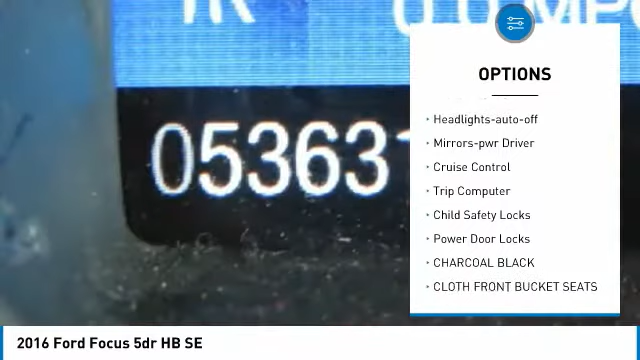 053631
OPTIONS
Headlights-auto-off
Mirrors-pwr Driver
Cruise Control
Trip Computer
Child Safety Locks
Power Door Locks
CHARCOAL BLACK
CLOTH FRONT BUCKET SEATS
2016 Ford Focus 5dr HB SE